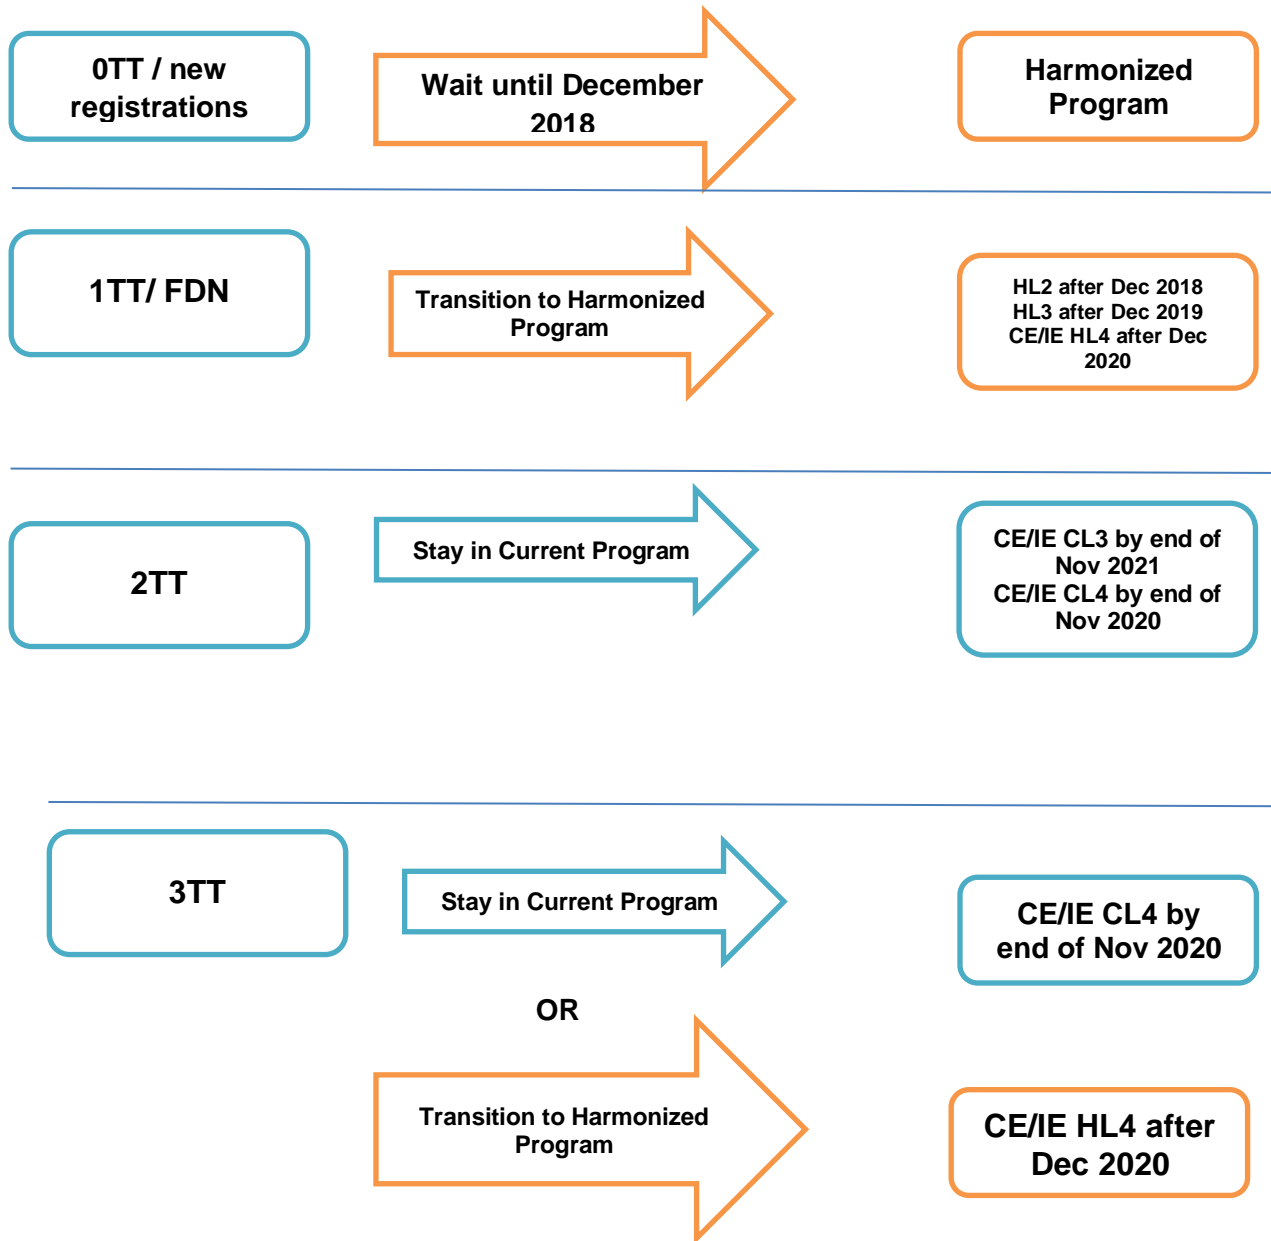 0TT / new
registrations
Wait until December
2018
Harmonized
Program
1TT/ FDN
Transition to Harmonized
Program
HL2 after Dec 2018
HL3 after Dec 2019
CE/IE HL4 after Dec
2020
2TT
Stay in Current Program
CE/IE CL3 by end of
Nov 2021
CE/IE CL4 by end of
Nov 2020
3TT
Stay in Current Program
CE/IE CL4 by
end of Nov 2020
OR
Transition to Harmonized
Program
CE/IE HL4 after
Dec 2020